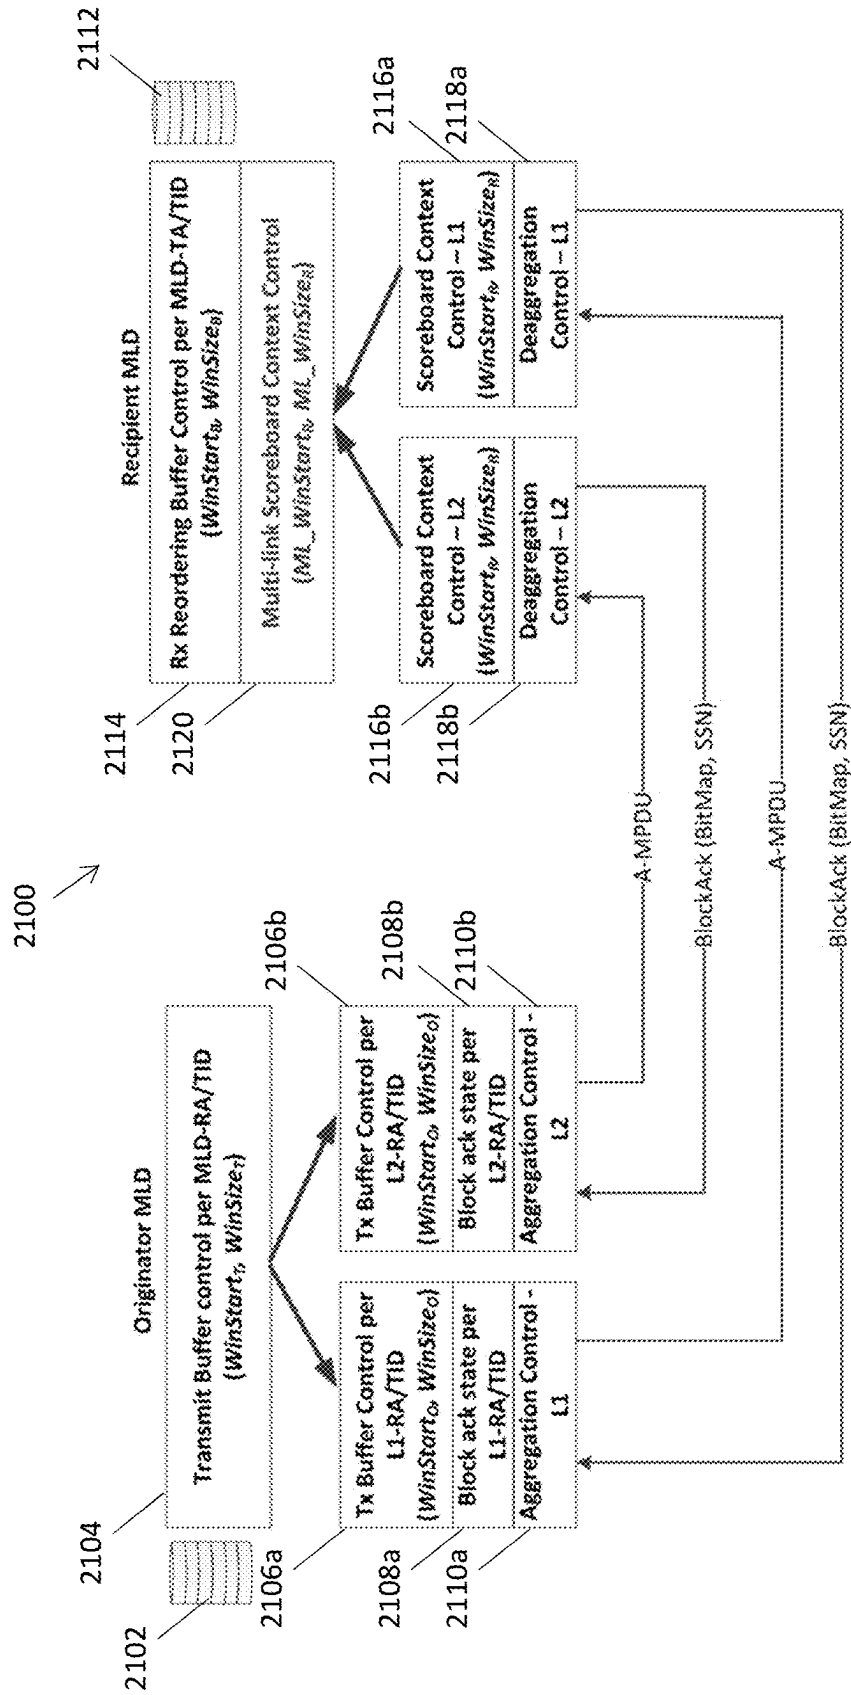 2100
Originator MLD
2104
2102
Transmit Buffer control per MLD-RA/TID
(WinStartT, WinSizeT)
2106a
2108a
2110a
Tx Buffer Control per
L1-RA/TID
(WinStartO, WinSizeO)
Block ack state per
L1-RA/TID
Aggregation Control -
L1
2106b
2108b
2110b
Tx Buffer Control per
L2-RA/TID
(WinStartO, WinSizeO)
Block ack state per
L2-RA/TID
Aggregation Control -
L2
Recipient MLD
2112
2114
2120
Rx Reordering Buffer Control per MLD-TA/TID
(WinStartB, WinSizeB)
Multi-link Scoreboard Context Control
(ML_WinStartR, ML_WinSizeR)
2116b
2118b
Scoreboard Context
Control – L2
(WinStartR, WinSizeR)
Deaggregation
Control – L2
2116a
2118a
Scoreboard Context
Control – L1
(WinStartR, WinSizeR)
Deaggregation
Control – L1
A-MPDU
BlockAck (BitMap, SSN)
A-MPDU
BlockAck (BitMap, SSN)